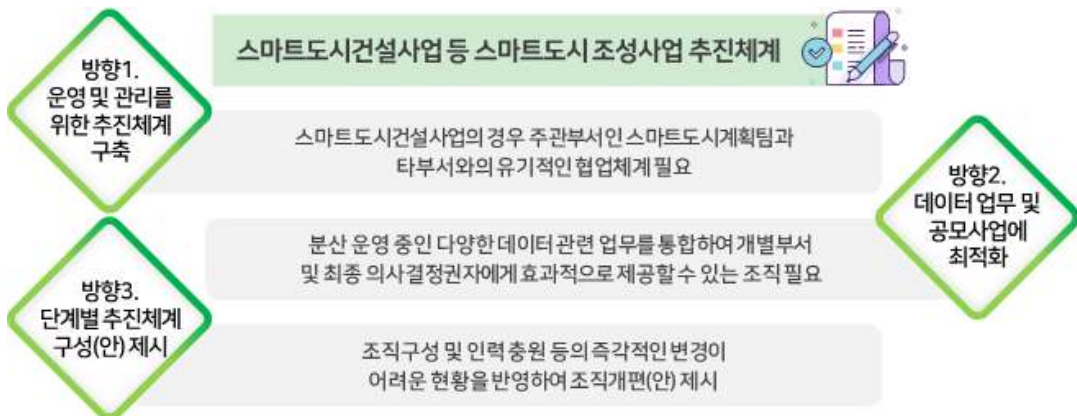 스마트도시건설사업 등 스마트도시 조성사업 추진체계
방향1.
운영 및 관리를
위한 추진체계
구축
스마트도시건설사업의 경우 주관부서인 스마트도시계획팀과
타부서와의 유기적인 협업체계 필요
방향2.
데이터 업무 및
공모사업에
최적화
분산 운영 중인 다양한 데이터 관련 업무를 통합하여 개별부서
및 최종 의사결정권자에게 효과적으로 제공할 수 있는 조직 필요
방향3.
단계별 추진체계
구성(안) 제시
조직구성 및 인력 충원 등의 즉각적인 변경이
어려운 현황을 반영하여 조직개편(안) 제시